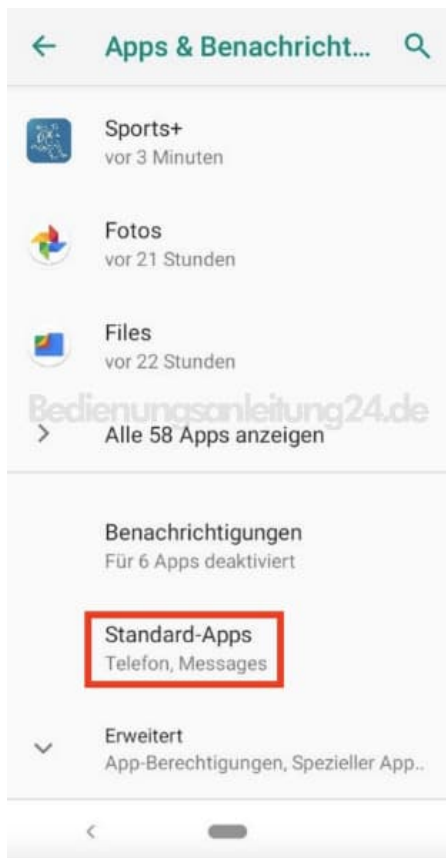 Apps & Benachricht...
Sports+
vor 3 Minuten
Fotos
vor 21 Stunden
Files
vor 22 Stunden
Bedienungsanleitung24.de
Alle 58 Apps anzeigen
Benachrichtigungen
Für 6 Apps deaktiviert
Standard-Apps
Telefon, Messages
Erweitert
App-Berechtigungen, Spezieller App..